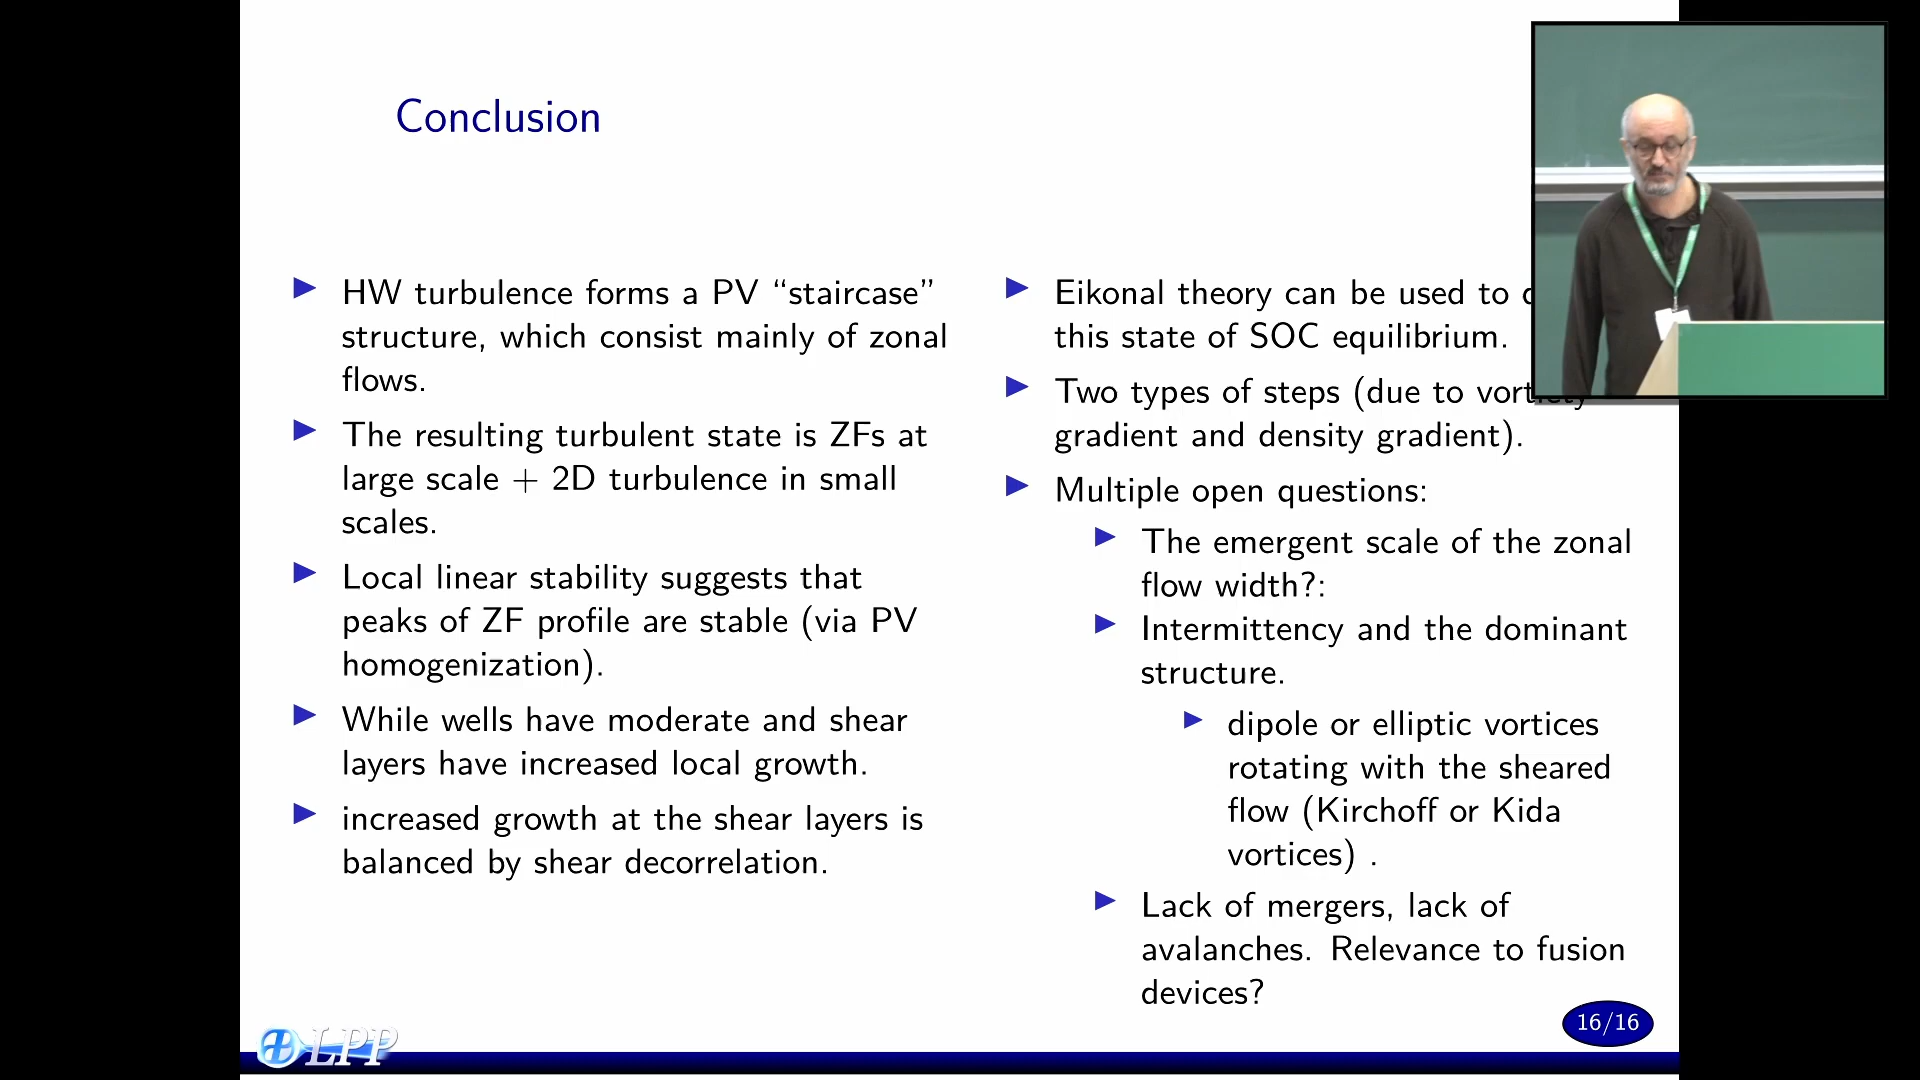 Conclusion
HW turbulence forms a PV “staircase”
structure, which consist mainly of zonal
flows.
The resulting turbulent state is ZFs at
large scale + 2D turbulence in small
scales.
Local linear stability suggests that
peaks of ZF profile are stable (via PV
homogenization).
While wells have moderate and shear
layers have increased local growth.
increased growth at the shear layers is
balanced by shear decorrelation.
Eikonal theory can be used to
this state of SOC equilibrium.
Two types of steps (due to
gradient and density gradient).
Multiple open questions:
The emergent scale of the zonal
flow width?:
Intermittency and the dominant
structure.
dipole or elliptic vortices
rotating with the sheared
flow (Kirchoff or Kida
vortices) .
Lack of mergers, lack of
avalanches. Relevance to fusion
devices?
LPP
16/16